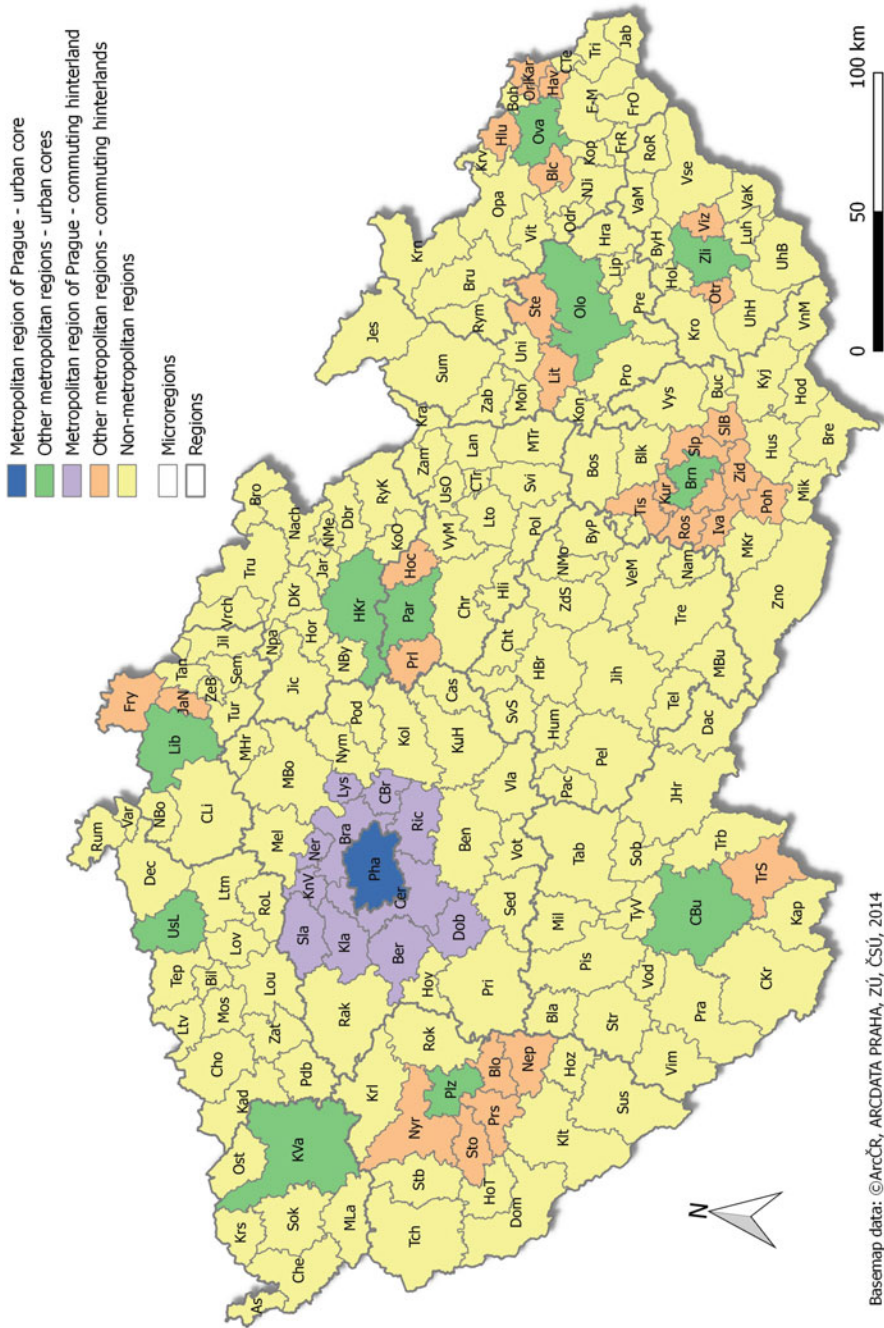 Metropolitan region of Prague - urban core
Other metropolitan regions - urban cores
Metropolitan region of Prague - commuting hinterland
Other metropolitan regions - commuting hinterlands
Non-metropolitan regions
Microregions
Regions
Rum
Var
Dec
NBo
CLi
Fry
JaN
Lib
Tan
ZeB
Sem
Tur
Jil
Vrch
Tru
Npa
MHr
UsL
Tep
Ltm
Ltv
Bil
Lov
RoL
Mos
Lou
Zat
Cho
Kad
Pdb
Ost
KVa
Krs
Sok
MLa
Che
As
Mel
MBo
Jic
DKr
Hor
Jar
Nach
Bro
NMe
Dbr
RyK
KoO
HKr
NBy
Par
Hoc
Prl
Chr
VyM
Nym
Pod
Kol
KuH
Cas
Lys
CBr
Bra
Ner
KnV
Ric
Pha
Cer
Sla
Kla
Ber
Dob
Rak
Hoy
Pri
Sed
Ben
Vot
Vla
Krl
Rok
Nyr
Plz
Blo
Nep
Prs
Sto
Stb
Tch
HoT
Dom
Klt
Hoz
Sus
Bla
Str
Pis
Mil
Tab
Sob
TyV
Vod
Pra
Vim
CKr
Kap
CBu
TrS
Trb
JHr
Dac
Pac
Pel
Hum
SvS
HBr
Cht
Hli
Jih
Tel
Tre
MBu
Zno
MKr
Nam
VeM
ZdS
NMo
ByP
Pol
Svi
Lto
CTr
UsO
Lan
Zam
Kra
MTr
Bos
Blk
Tis
Kur
Ros
Iva
Brn
Slp
SlB
Zid
Poh
Mik
Hus
Bre
Hod
Kyj
Buc
Vys
Jes
Sum
Zab
Moh
Uni
Lit
Ste
Kon
Olo
Pro
Pre
Lip
Hra
Rym
Bru
Krn
Opa
Vit
Odr
NJi
Krv
Hlu
Ova
Blc
Boh
Orl
Kar
Hav
CTe
Tri
Jab
F-M
FrO
FrR
Kop
RoR
VaM
Vse
ByH
Hol
Kro
Otr
Zli
Viz
Luh
VaK
UhB
UhH
VnM
N
0
50
100 km
Basemap data: ©ArcČR, ARCDATA PRAHA, ZÚ, ČSÚ, 2014